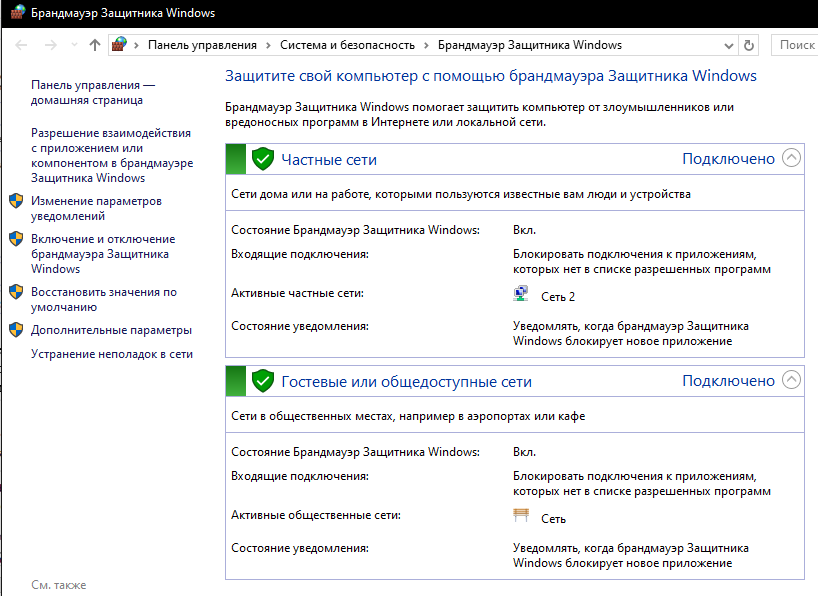 Брандмауэр Защитника Windows
Панель управления > Система и безопасность > Брандмауэр Защитника Windows
Поиск
Панель управления —
домашняя страница
Разрешение взаимодействия
с приложением или
компонентом в брандмауэре
Защитника Windows
Изменение параметров
уведомлений
Включение и отключение
брандмауэра Защитника
Windows
Восстановить значения по
умолчанию
Дополнительные параметры
Устранение неполадок в сети
См. также
Защитите свой компьютер с помощью брандмауэра Защитника Windows
Брандмауэр Защитника Windows помогает защитить компьютер от злоумышленников или
вредоносных программ в Интернете или локальной сети.
Частные сети Подключено
Сети дома или на работе, которыми пользуются известные вам люди и устройства
Состояние Брандмауэр Защитника Windows: Вкл.
Входящие подключения: Блокировать подключения к приложениям,
которых нет в списке разрешенных программ
Активные частные сети: Сеть 2
Состояние уведомления: Уведомлять, когда брандмауэр Защитника
Windows блокирует новое приложение
Гостевые или общедоступные сети Подключено
Сети в общественных местах, например в аэропортах или кафе
Состояние Брандмауэр Защитника Windows: Вкл.
Входящие подключения: Блокировать подключения к приложениям,
которых нет в списке разрешенных программ
Активные общественные сети: Сеть
Состояние уведомления: Уведомлять, когда брандмауэр Защитника
Windows блокирует новое приложение